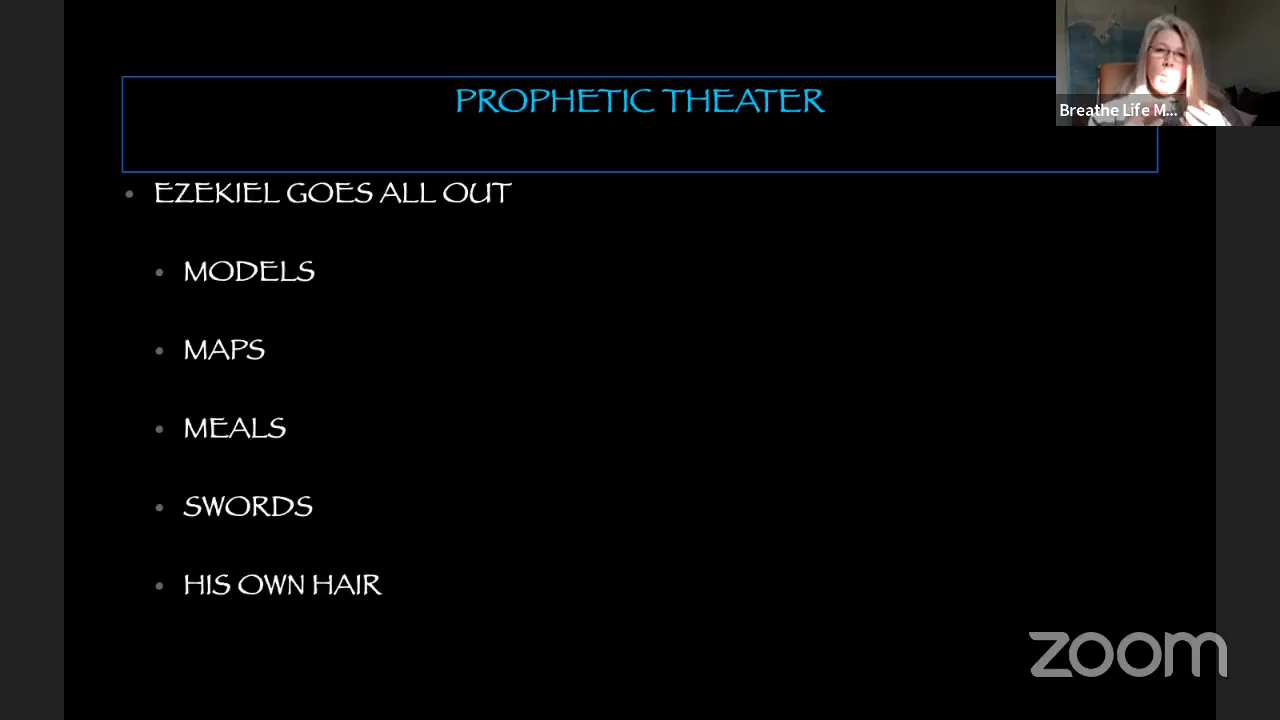 PROPHETIC THEATER
Breathe Life M...
EZEKIEL GOES ALL OUT
MODELS
MAPS
MEALS
SWORDS
HIS OWN HAIR
zoom